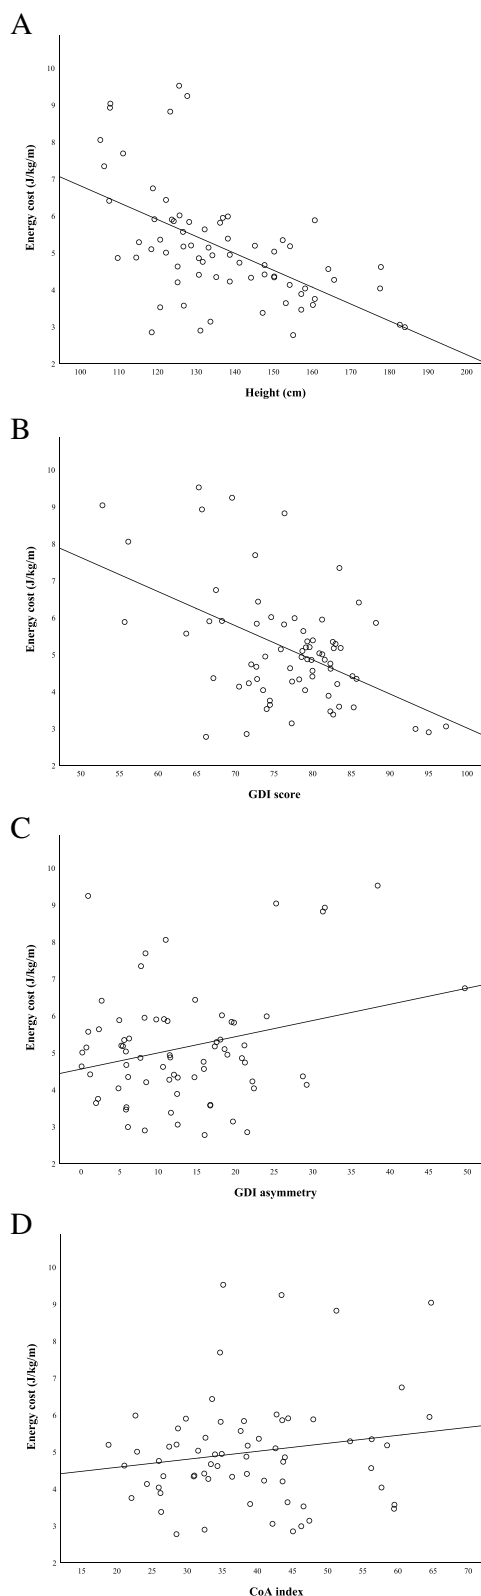 A
10
9
8
7
6
5
4
3
2
Energy cost (J/kg/m)
100 110 120 130 140 150 160 170 180 190 200
Height (cm)
B
10
9
8
7
6
5
4
3
2
Energy cost (J/kg/m)
50 55 60 65 70 75 80 85 90 95 100
GDI score
C
10
9
8
7
6
5
4
3
2
Energy cost (J/kg/m)
0 5 10 15 20 25 30 35 40 45 50
GDI asymmetry
D
10
9
8
7
6
5
4
3
2
Energy cost (J/kg/m)
15 20 25 30 35 40 45 50 55 60 65 70
CoA index